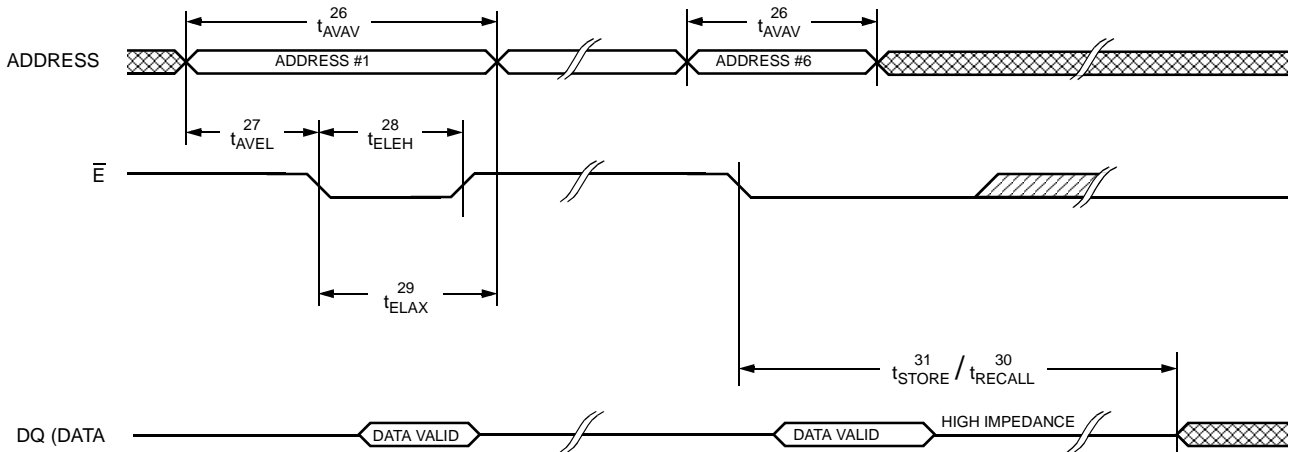 26 26
tAVAV tAVAV
ADDRESS ADDRESS #1 ADDRESS #6
27 28
tAVEL tELEH
E
29
tELAX
31 30
tSTORE / tRECALL
DQ (DATA DATA VALID DATA VALID HIGH IMPEDANCE